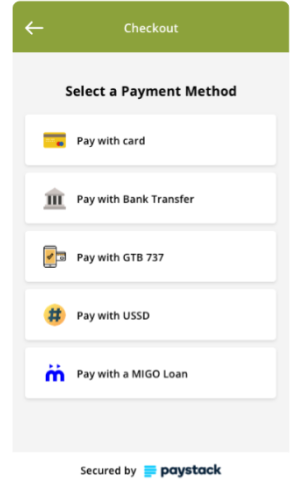 Checkout
Select a Payment Method
Pay with card
Pay with Bank Transfer
Pay with GTB 737
Pay with USSD
Pay with a MIGO Loan
Secured by paystack